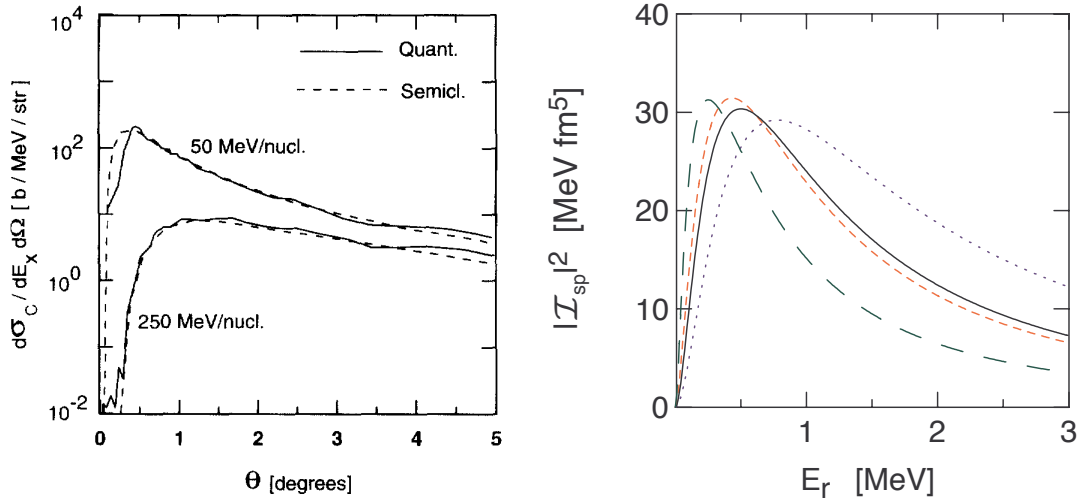 10^4
10^2
10^0
10^-2
dσ_C / dE_X dΩ [ b / MeV / str ]
Quant.
Semicl.
50 MeV/nucl.
250 MeV/nucl.
0 1 2 3 4 5
Θ [degrees]
40
30
20
10
0
|ℐ_sp|^2 [MeV fm^5]
1 2 3
E_r [MeV]